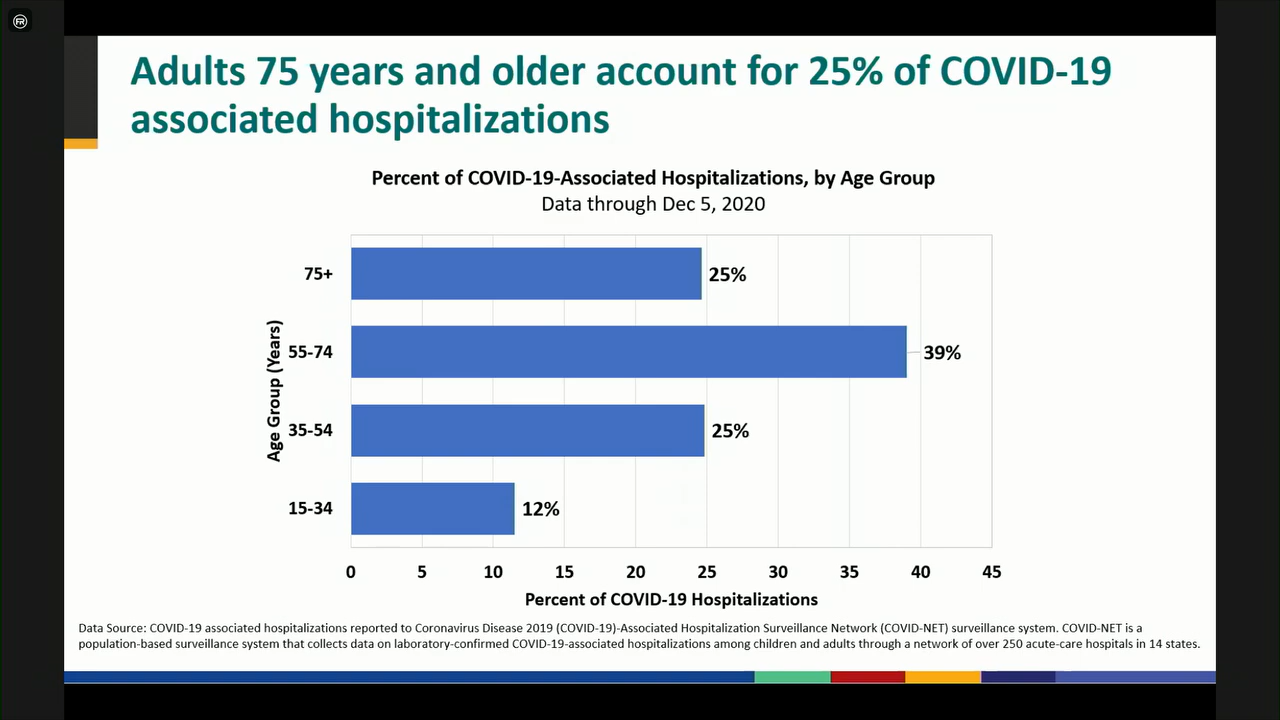 FR
Adults 75 years and older account for 25% of COVID-19
associated hospitalizations
Percent of COVID-19-Associated Hospitalizations, by Age Group
Data through Dec 5, 2020
Age Group (Years)
75+
25%
55-74
39%
35-54
25%
15-34
12%
0 5 10 15 20 25 30 35 40 45
Percent of COVID-19 Hospitalizations
Data Source: COVID-19 associated hospitalizations reported to Coronavirus Disease 2019 (COVID-19)-Associated Hospitalization Surveillance Network (COVID-NET) surveillance system. COVID-NET is a
population-based surveillance system that collects data on laboratory-confirmed COVID-19-associated hospitalizations among children and adults through a network of over 250 acute-care hospitals in 14 states.